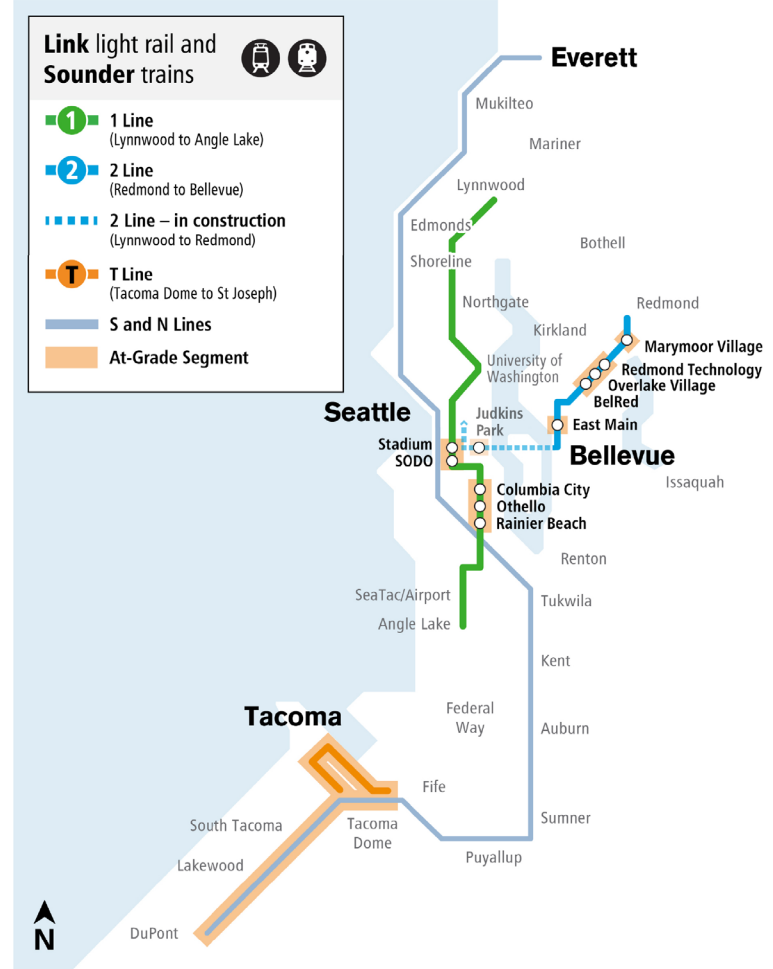 Link light rail and
Sounder trains
1
1 Line
(Lynnwood to Angle Lake)
2
2 Line
(Redmond to Bellevue)
2 Line – in construction
(Lynnwood to Redmond)
T
T Line
(Tacoma Dome to St Joseph)
S and N Lines
At-Grade Segment
Everett
Mukilteo
Mariner
Lynnwood
Edmonds
Bothell
Shoreline
Northgate
Redmond
Kirkland
Marymoor Village
University of
Washington
Redmond Technology
Overlake Village
BelRed
Seattle
Judkins
Park
East Main
Stadium
SODO
Bellevue
Issaquah
Columbia City
Othello
Rainier Beach
Renton
SeaTac/Airport
Tukwila
Angle Lake
Kent
Federal
Way
Tacoma
Auburn
Fife
South Tacoma
Tacoma
Dome
Sumner
Lakewood
Puyallup
DuPont
N